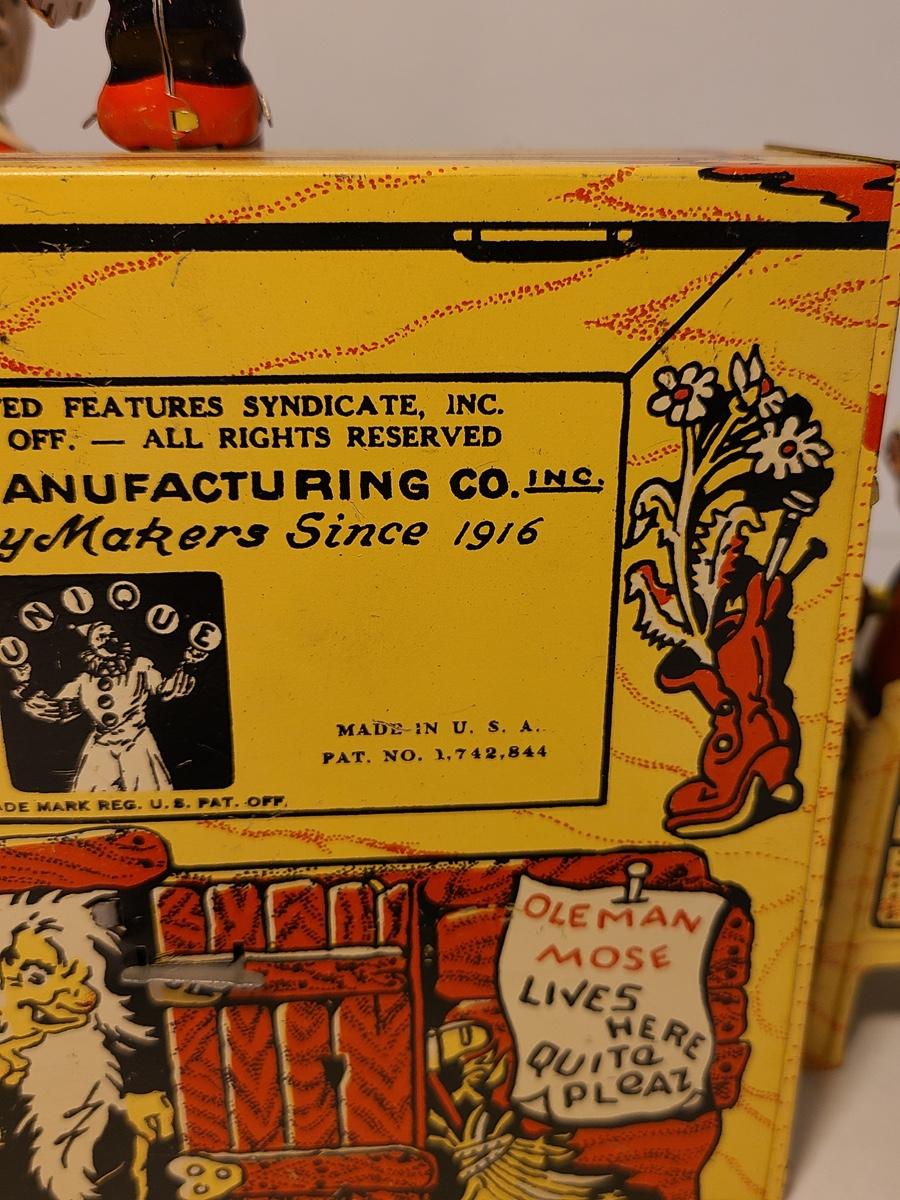 ED FEATURES SYNDICATE, INC.
OFF. — ALL RIGHTS RESERVED
ANUFACTURING CO. INC.
yMakers Since 1916
UNIQUE
MADE IN U. S. A.
PAT. NO. 1,742,844
ADE MARK REG. U.S. PAT. OFF.
OLEMAN
MOSE
LIVES
HERE
QUITe
PLeAZ